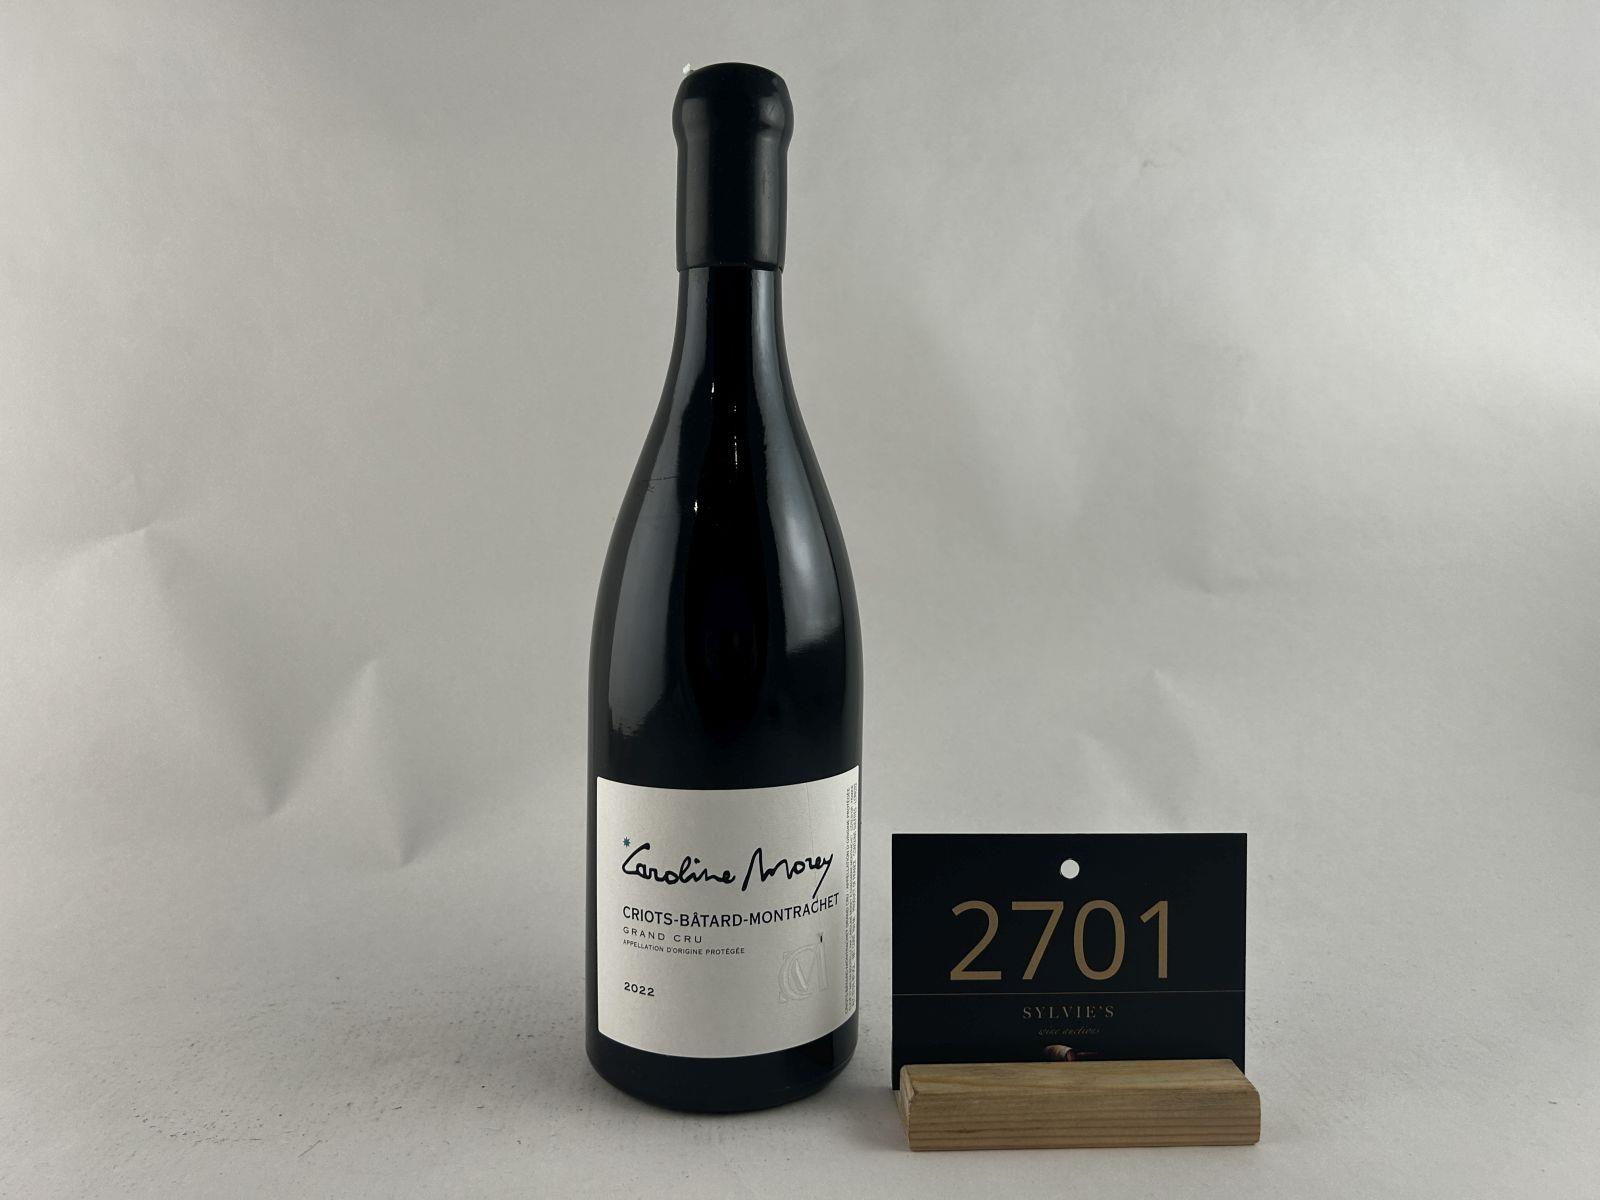 Caroline Morey
CRIOTS-BÂTARD-MONTRACHET
GRAND CRU
APPELLATION D'ORIGINE PROTÉGÉE
2022
2701
SYLVIE'S
wine auctions